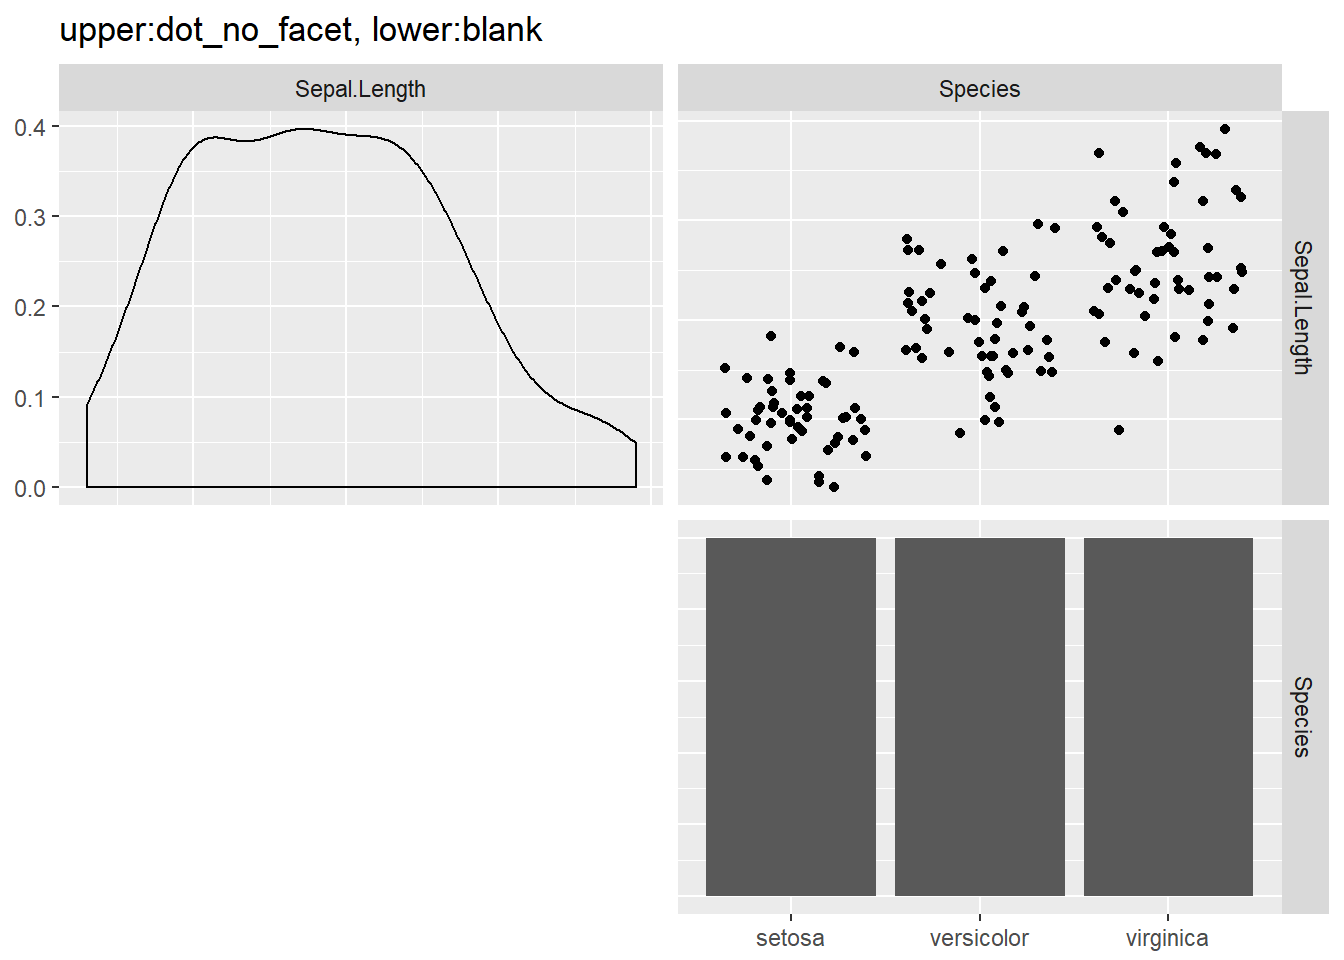 upper:dot_no_facet, lower:blank
Sepal.Length
Species
0.4
0.3
0.2
0.1
0.0
Sepal.Length
Species
setosa
versicolor
virginica